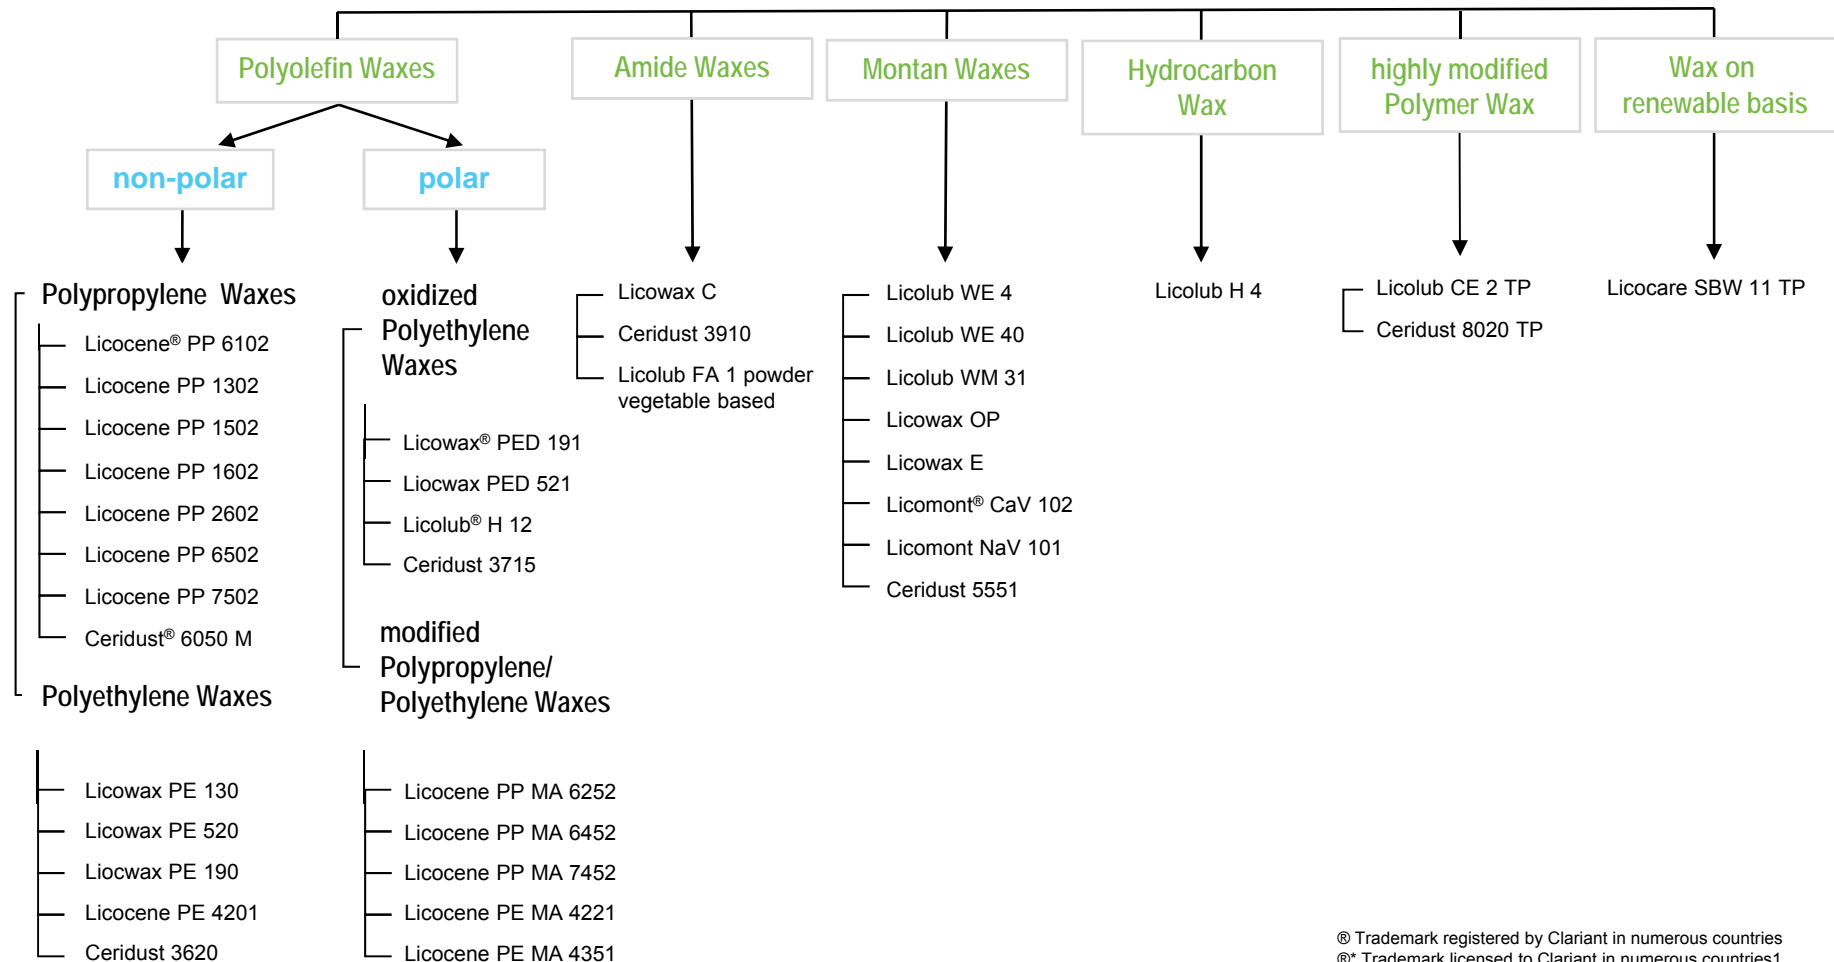 Polyolefin Waxes
Amide Waxes
Montan Waxes
Hydrocarbon
Wax
highly modified
Polymer Wax
Wax on
renewable basis
non-polar
polar
Polypropylene Waxes
Licocene® PP 6102
Licocene PP 1302
Licocene PP 1502
Licocene PP 1602
Licocene PP 2602
Licocene PP 6502
Licocene PP 7502
Ceridust® 6050 M
Polyethylene Waxes
Licowax PE 130
Licowax PE 520
Liocwax PE 190
Licocene PE 4201
Ceridust 3620
oxidized
Polyethylene
Waxes
Licowax® PED 191
Liocwax PED 521
Licolub® H 12
Ceridust 3715
modified
Polypropylene/
Polyethylene Waxes
Licocene PP MA 6252
Licocene PP MA 6452
Licocene PP MA 7452
Licocene PE MA 4221
Licocene PE MA 4351
Licowax C
Ceridust 3910
Licolub FA 1 powder
vegetable based
Licolub WE 4
Licolub WE 40
Licolub WM 31
Licowax OP
Licowax E
Licomont® CaV 102
Licomont NaV 101
Ceridust 5551
Licolub H 4
Licolub CE 2 TP
Ceridust 8020 TP
Licocare SBW 11 TP
® Trademark registered by Clariant in numerous countries
®* Trademark licensed to Clariant in numerous countries1